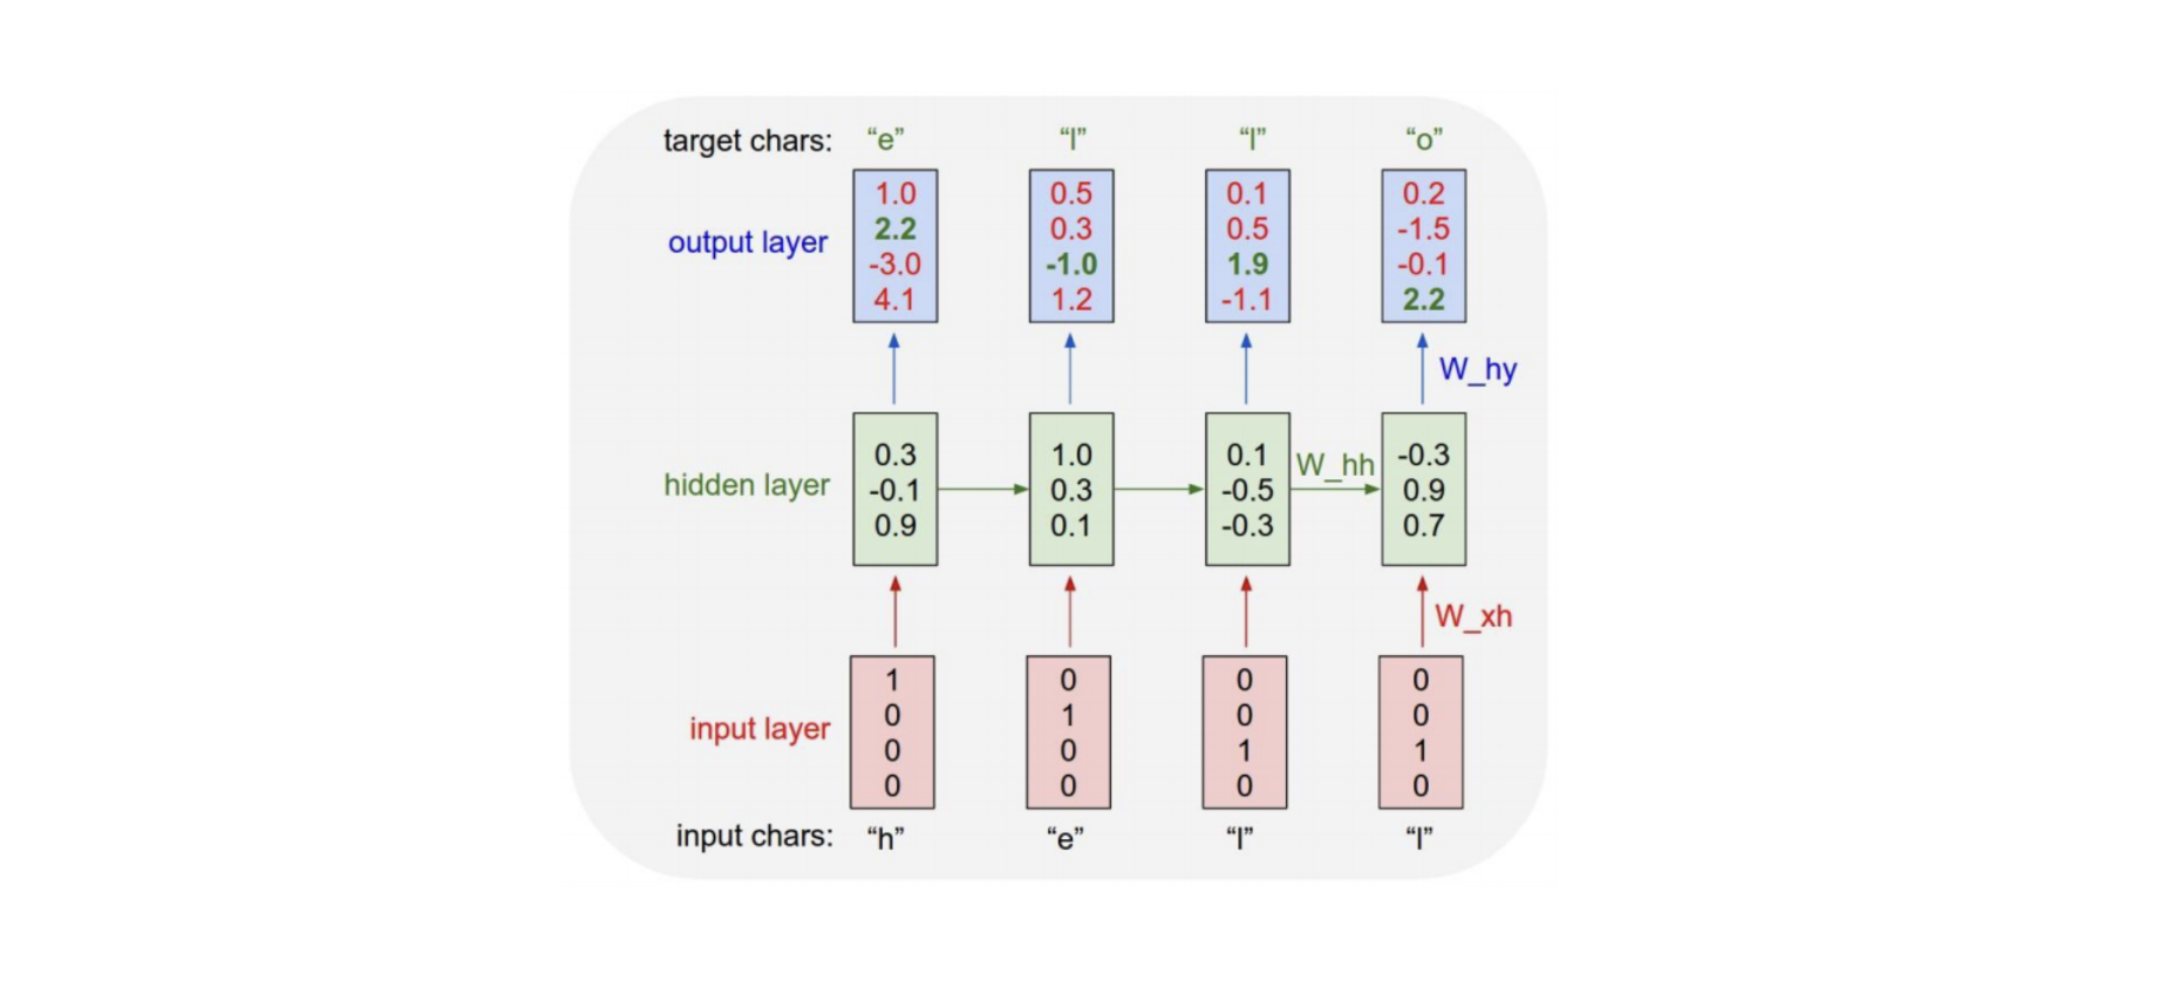 target chars: “e” “l” “l” “o”
1.0 0.5 0.1 0.2
2.2 0.3 0.5 -1.5
output layer
-3.0 -1.0 1.9 -0.1
4.1 1.2 -1.1 2.2
W_hy
0.3 1.0 0.1 W_hh -0.3
hidden layer -0.1 0.3 -0.5 0.9
0.9 0.1 -0.3 0.7
W_xh
1 0 0 0
0 1 0 0
input layer
0 0 1 1
0 0 0 0
input chars: “h” “e” “l” “l”